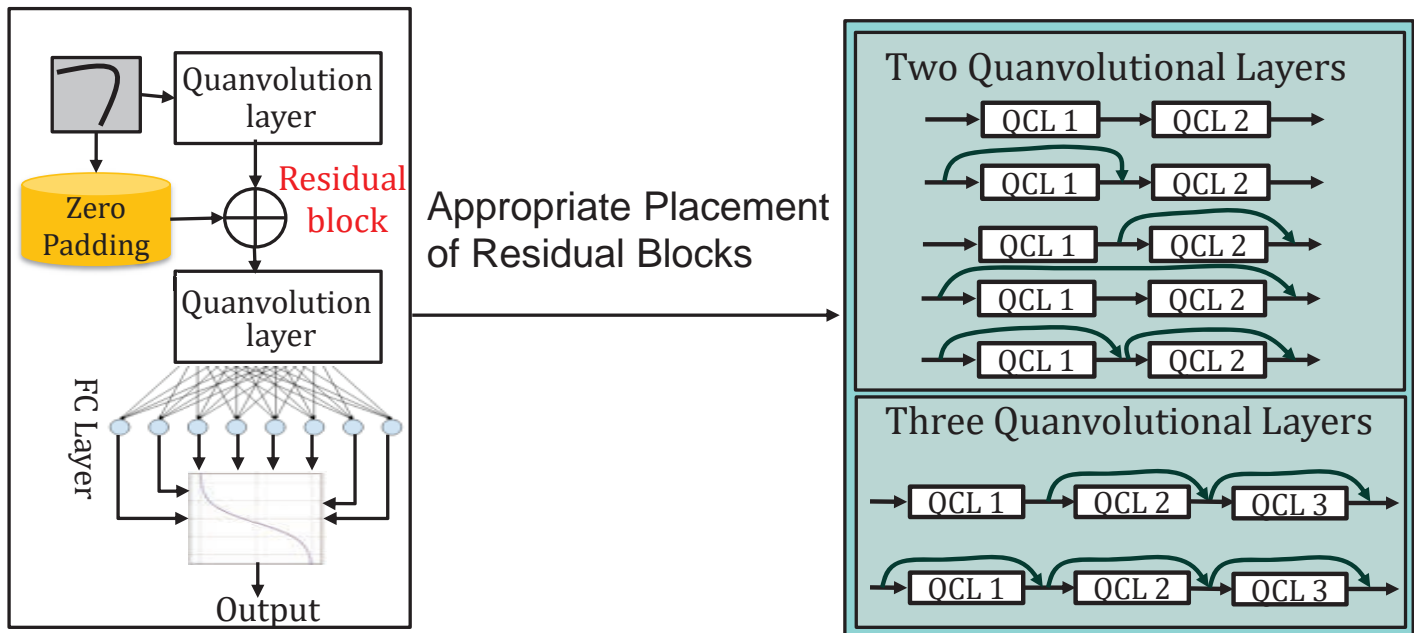 Quanvolution
layer
Residual
block
Zero
Padding
Quanvolution
layer
FC Layer
Output
Appropriate Placement
of Residual Blocks
Two Quanvolutional Layers
QCL 1 QCL 2
QCL 1 QCL 2
QCL 1 QCL 2
QCL 1 QCL 2
QCL 1 QCL 2
Three Quanvolutional Layers
QCL 1 QCL 2 QCL 3
QCL 1 QCL 2 QCL 3